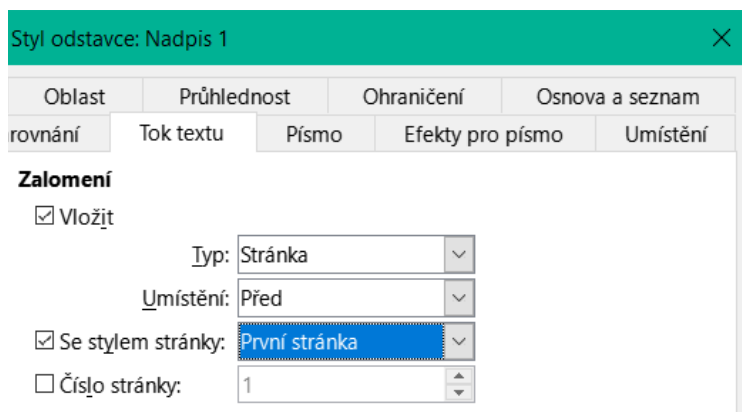 Styl odstavce: Nadpis 1
Oblast Průhlednost Ohraničení Osnova a seznam
rovnání Tok textu Písmo Efekty pro písmo Umístění
Zalomení
Vložit
Typ: Stránka
Umístění: Před
Se stylem stránky: První stránka
Číslo stránky: 1